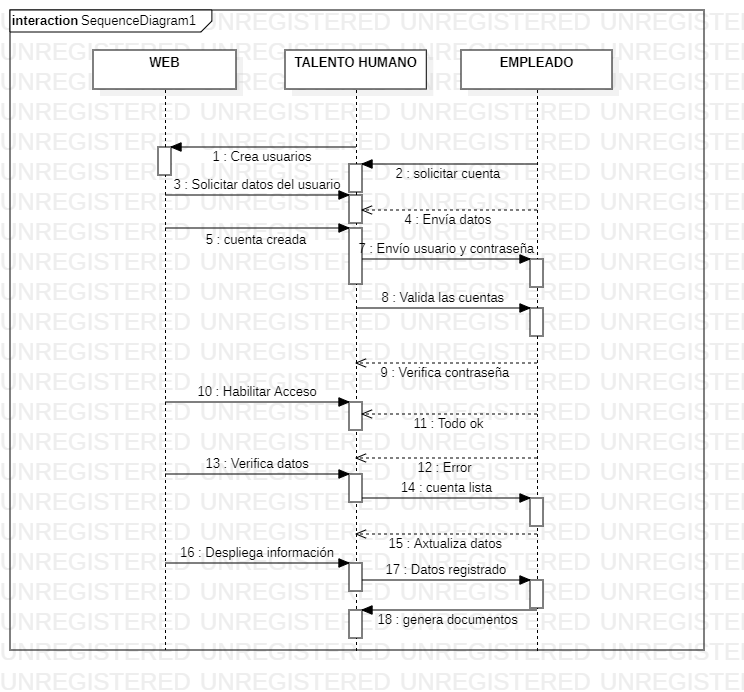 interaction SequenceDiagram1
WEB
TALENTO HUMANO
EMPLEADO
1 : Crea usuarios
2 : solicitar cuenta
3 : Solicitar datos del usuario
4 : Envía datos
5 : cuenta creada
7 : Envío usuario y contraseña
8 : Valida las cuentas
9 : Verifica contraseña
10 : Habilitar Acceso
11 : Todo ok
12 : Error
13 : Verifica datos
14 : cuenta lista
15 : Axtualiza datos
16 : Despliega información
17 : Datos registrado
18 : genera documentos
UNREGISTERED